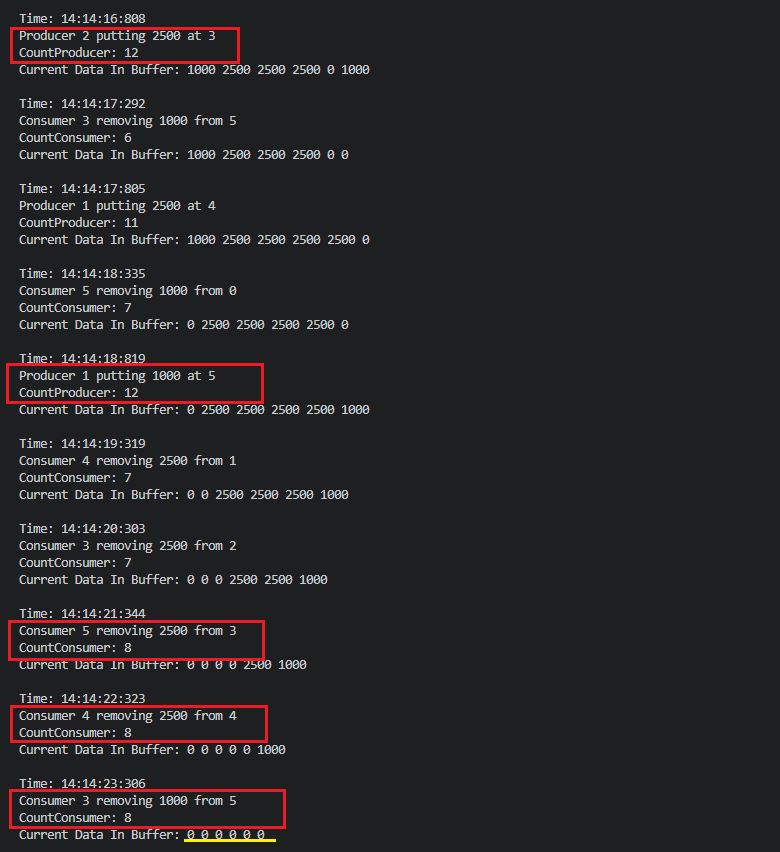 Time: 14:14:16:808
Producer 2 putting 2500 at 3
CountProducer: 12
Current Data In Buffer: 1000 2500 2500 2500 0 1000
Time: 14:14:17:292
Consumer 3 removing 1000 from 5
CountConsumer: 6
Current Data In Buffer: 1000 2500 2500 2500 0 0
Time: 14:14:17:805
Producer 1 putting 2500 at 4
CountProducer: 11
Current Data In Buffer: 1000 2500 2500 2500 2500 0
Time: 14:14:18:335
Consumer 5 removing 1000 from 0
CountConsumer: 7
Current Data In Buffer: 0 2500 2500 2500 2500 0
Time: 14:14:18:819
Producer 1 putting 1000 at 5
CountProducer: 12
Current Data In Buffer: 0 2500 2500 2500 2500 1000
Time: 14:14:19:319
Consumer 4 removing 2500 from 1
CountConsumer: 7
Current Data In Buffer: 0 0 2500 2500 2500 1000
Time: 14:14:20:303
Consumer 3 removing 2500 from 2
CountConsumer: 7
Current Data In Buffer: 0 0 0 2500 2500 1000
Time: 14:14:21:344
Consumer 5 removing 2500 from 3
CountConsumer: 8
Current Data In Buffer: 0 0 0 0 2500 1000
Time: 14:14:22:323
Consumer 4 removing 2500 from 4
CountConsumer: 8
Current Data In Buffer: 0 0 0 0 0 1000
Time: 14:14:23:306
Consumer 3 removing 1000 from 5
CountConsumer: 8
Current Data In Buffer: 0 0 0 0 0 0